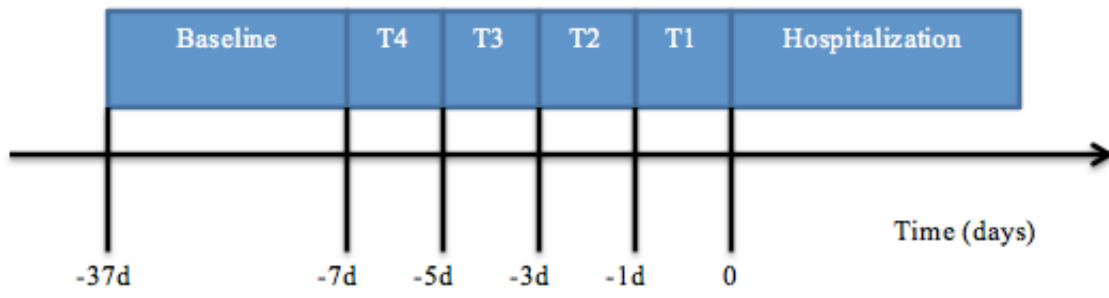 Baseline T4 T3 T2 T1 Hospitalization
Time (days)
-37d -7d -5d -3d -1d 0